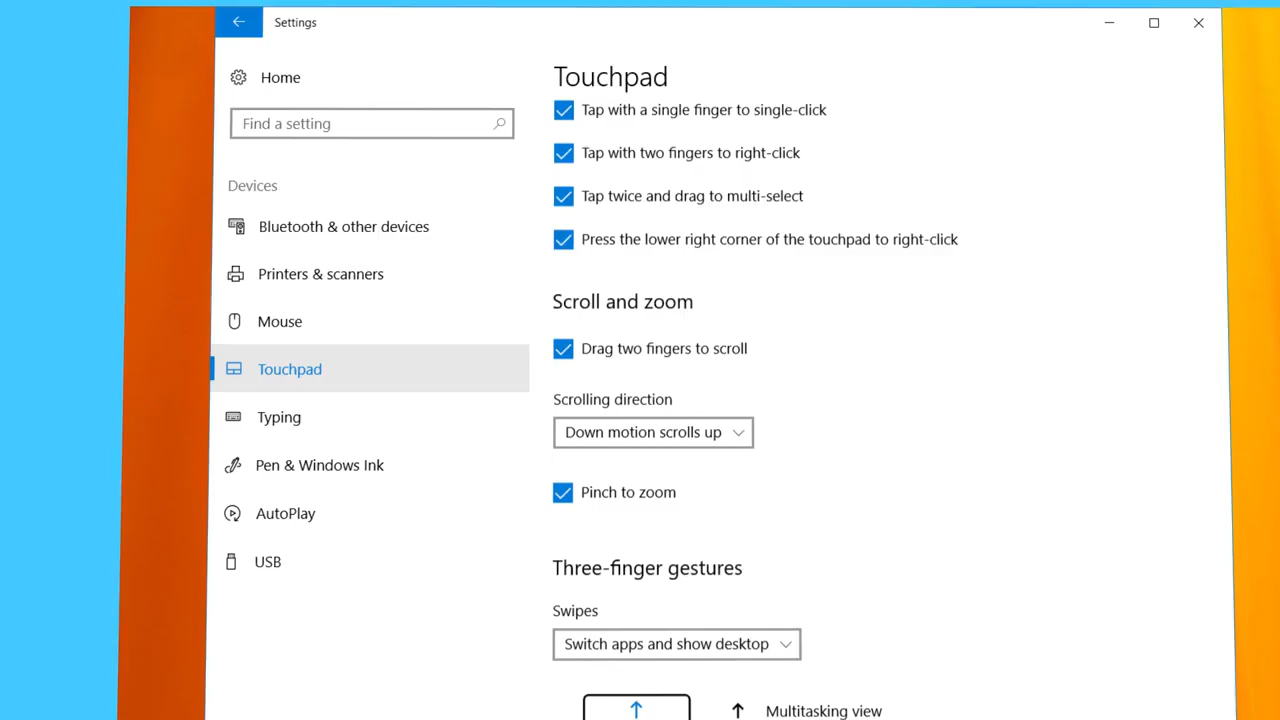 Settings
Home
Find a setting
Devices
Bluetooth & other devices
Printers & scanners
Mouse
Touchpad
Typing
Pen & Windows Ink
AutoPlay
USB
Touchpad
Tap with a single finger to single-click
Tap with two fingers to right-click
Tap twice and drag to multi-select
Press the lower right corner of the touchpad to right-click
Scroll and zoom
Drag two fingers to scroll
Scrolling direction
Down motion scrolls up
Pinch to zoom
Three-finger gestures
Swipes
Switch apps and show desktop
Multitasking view